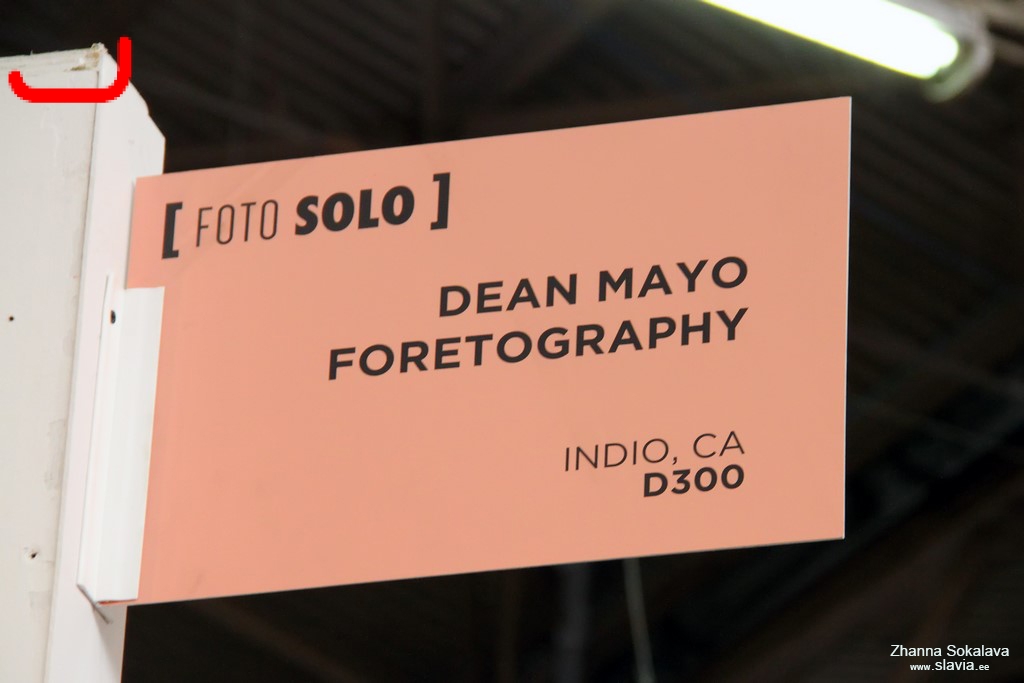 [ FOTO SOLO ]
DEAN MAYO
FORETOGRAPHY
INDIO, CA
D300
Zhanna Sokalava
www.slavia.ee